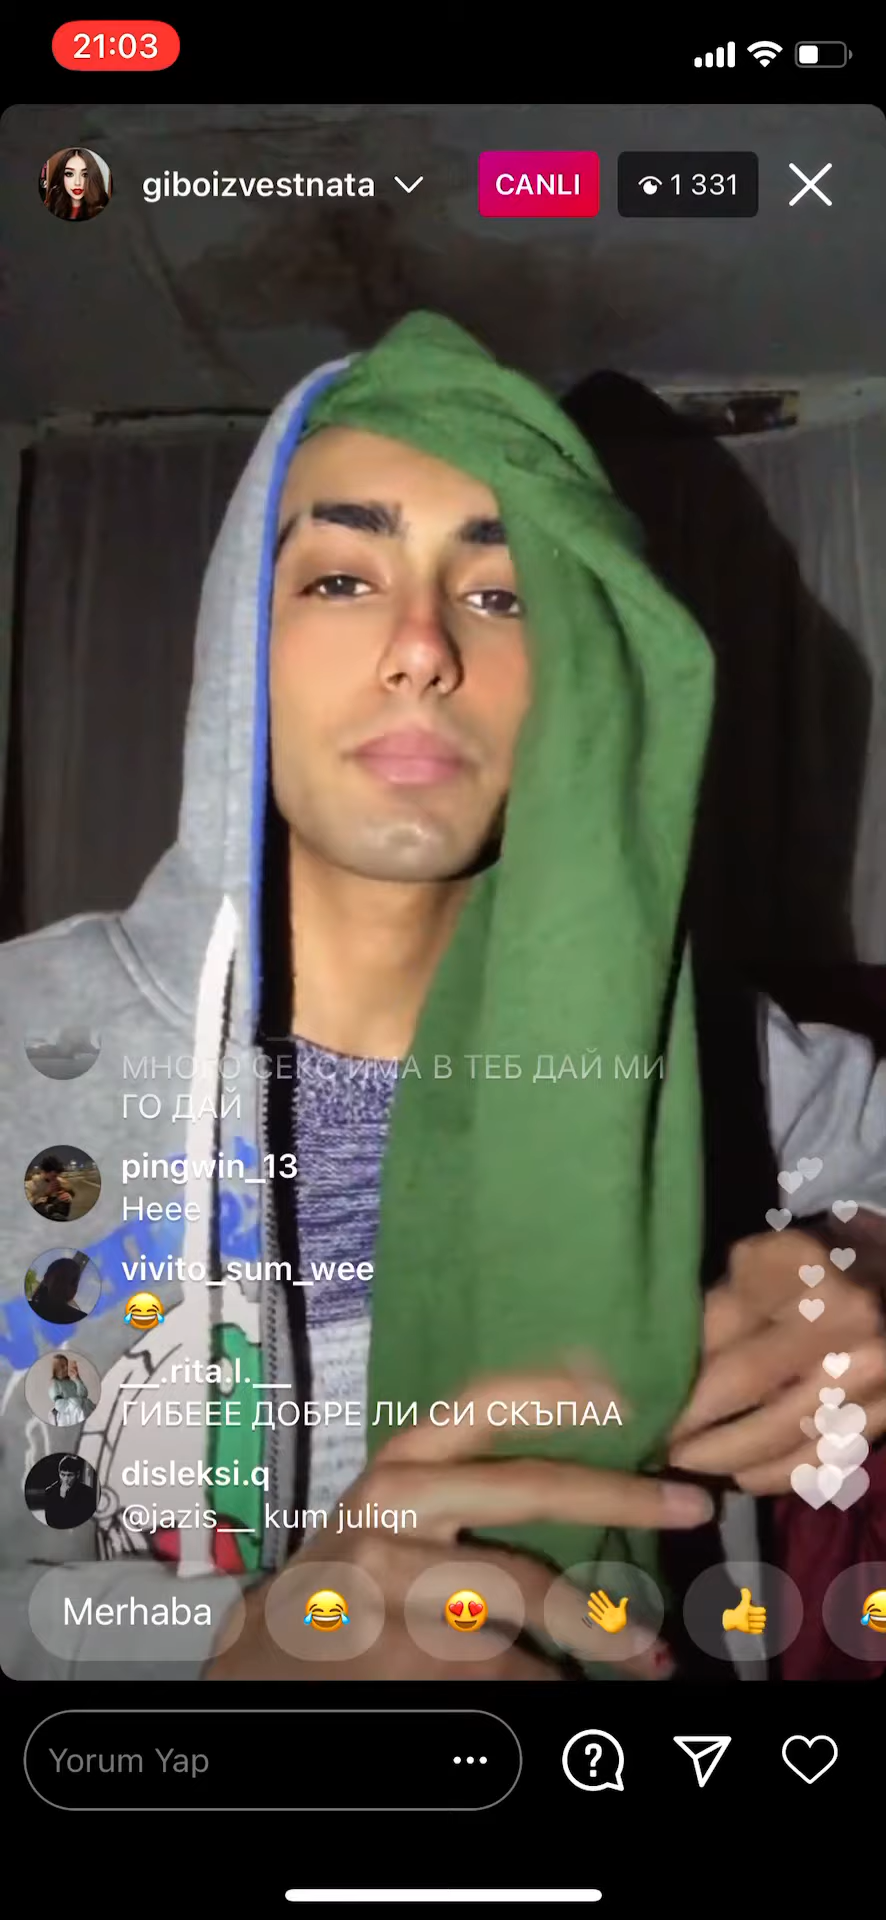 21:03
giboizvestnata
CANLI
1 331
МНОГО СЕКС ИМА В ТЕБ ДАЙ МИ
ГО ДАЙ
pingwin_13
Heee
vivito_sum_wee
😂
__.rita.l.__
ГИБЕЕЕ ДОБРЕ ЛИ СИ СКЪПАА
disleksi.q
@jazis__ kum juliqn
Merhaba 😂 😍 👋 👍 😂
Yorum Yap